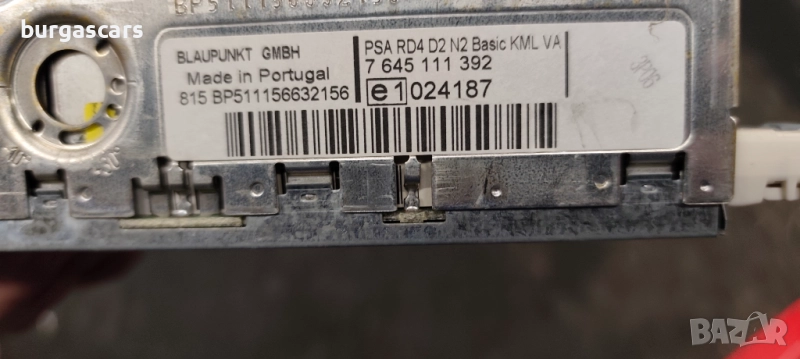 burgascars
BLAUPUNKT GMBH
Made in Portugal
815 BP511156632156
PSA RD4 D2 N2 Basic KML VA
7 645 111 392
e1 024187
BAZAR